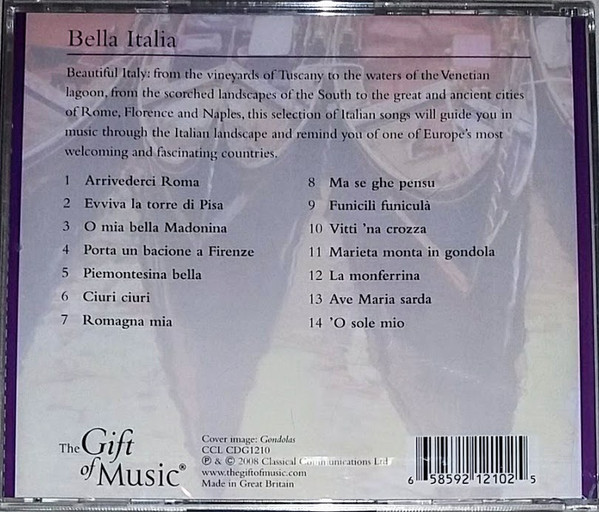 Bella Italia
Beautiful Italy: from the vineyards of Tuscany to the waters of the Venetian
lagoon, from the scorched landscapes of the South to the great and ancient cities
of Rome, Florence and Naples, this selection of Italian songs will guide you in
music through the Italian landscape and remind you of one of Europe's most
welcoming and fascinating countries.
1 Arrivederci Roma
2 Evviva la torre di Pisa
3 O mia bella Madonina
4 Porta un bacione a Firenze
5 Piemontesina bella
6 Ciuri ciuri
7 Romagna mia
8 Ma se ghe pensu
9 Funicili funiculà
10 Vitti 'na crozza
11 Marieta monta in gondola
12 La monferrina
13 Ave Maria sarda
14 'O sole mio
The Gift
of Music®
Cover image: Gondolas
CCL CDG1210
℗ & © 2008 Classical Communications Ltd
www.thegiftofmusic.com
Made in Great Britain
6 58592 12102 5